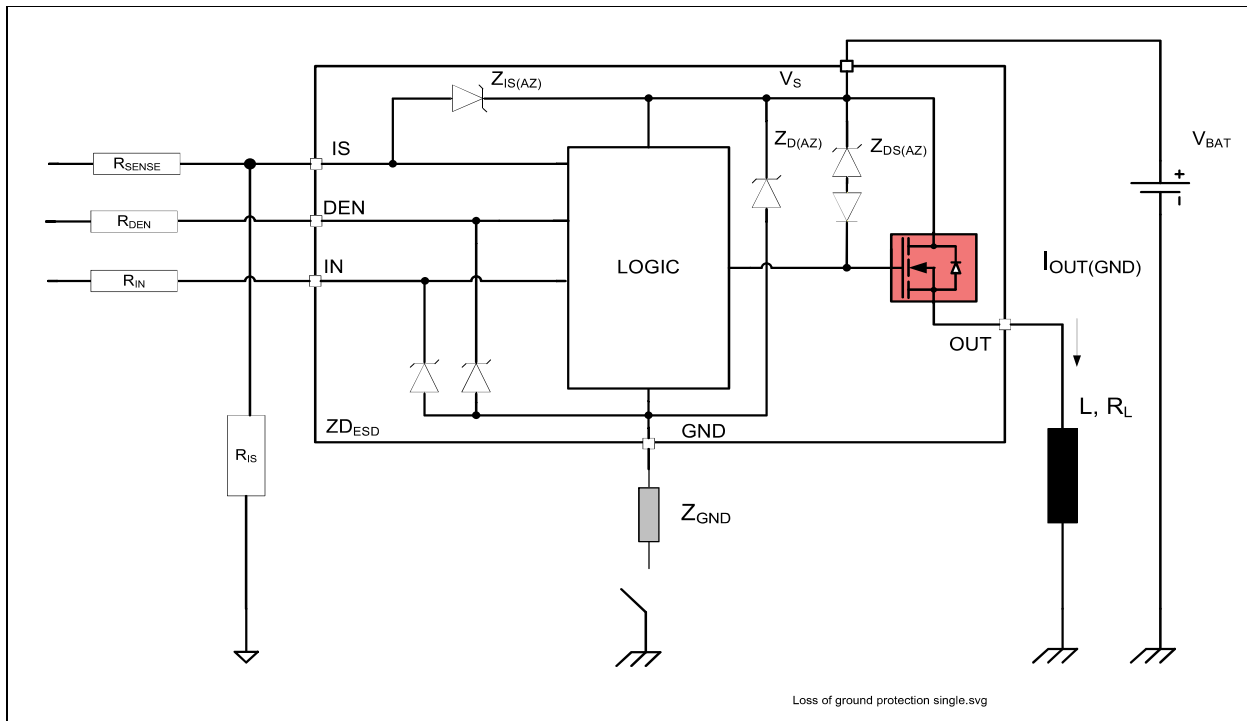 Z_IS(AZ)
V_S
Z_D(AZ)
Z_DS(AZ)
V_BAT
+
-
R_SENSE
IS
R_DEN
DEN
R_IN
IN
LOGIC
I_OUT(GND)
OUT
L, R_L
ZD_ESD
GND
R_IS
Z_GND
Loss of ground protection single.svg